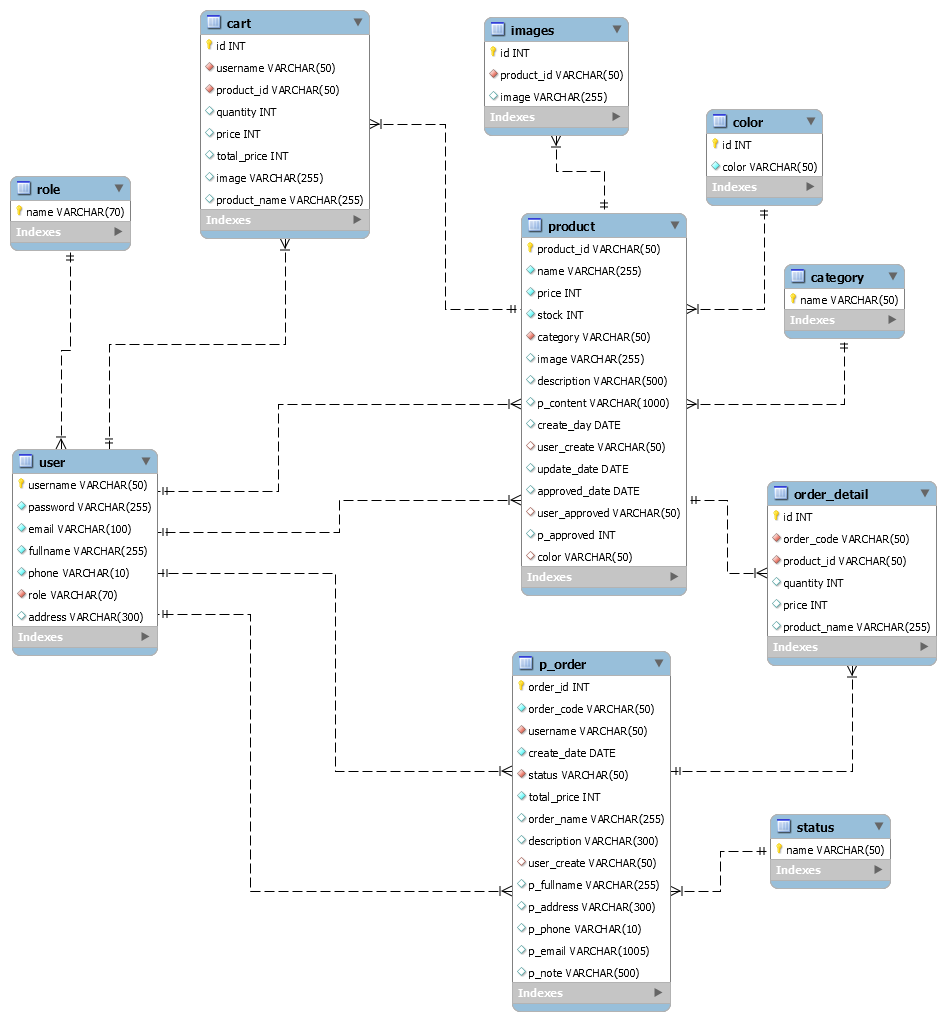 cart
id INT
username VARCHAR(50)
product_id VARCHAR(50)
quantity INT
price INT
total_price INT
image VARCHAR(255)
product_name VARCHAR(255)
Indexes
images
id INT
product_id VARCHAR(50)
image VARCHAR(255)
Indexes
color
id INT
color VARCHAR(50)
Indexes
role
name VARCHAR(70)
Indexes
product
product_id VARCHAR(50)
name VARCHAR(255)
price INT
stock INT
category VARCHAR(50)
image VARCHAR(255)
description VARCHAR(500)
p_content VARCHAR(1000)
create_day DATE
user_create VARCHAR(50)
update_date DATE
approved_date DATE
user_approved VARCHAR(50)
p_approved INT
color VARCHAR(50)
Indexes
category
name VARCHAR(50)
Indexes
user
username VARCHAR(50)
password VARCHAR(255)
email VARCHAR(100)
fullname VARCHAR(255)
phone VARCHAR(10)
role VARCHAR(70)
address VARCHAR(300)
Indexes
order_detail
id INT
order_code VARCHAR(50)
product_id VARCHAR(50)
quantity INT
price INT
product_name VARCHAR(255)
Indexes
p_order
order_id INT
order_code VARCHAR(50)
username VARCHAR(50)
create_date DATE
status VARCHAR(50)
total_price INT
order_name VARCHAR(255)
description VARCHAR(300)
user_create VARCHAR(50)
p_fullname VARCHAR(255)
p_address VARCHAR(300)
p_phone VARCHAR(10)
p_email VARCHAR(1005)
p_note VARCHAR(500)
Indexes
status
name VARCHAR(50)
Indexes